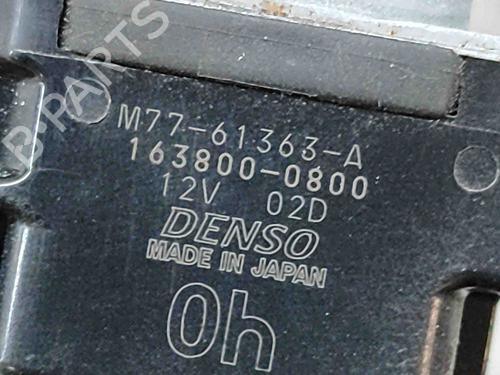 B-PARTS
M77-61363-A
163800-0800
12V 02D
DENSO
MADE IN JAPAN
0h